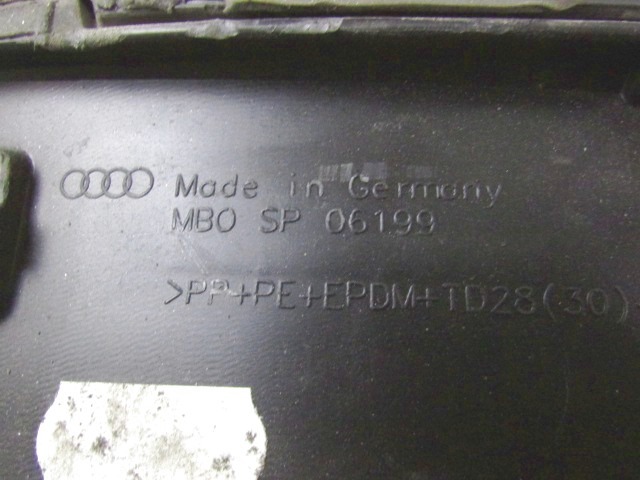 Made in Germany
MBO SP 06199
>PP+PE+EPDM+TD28(30)